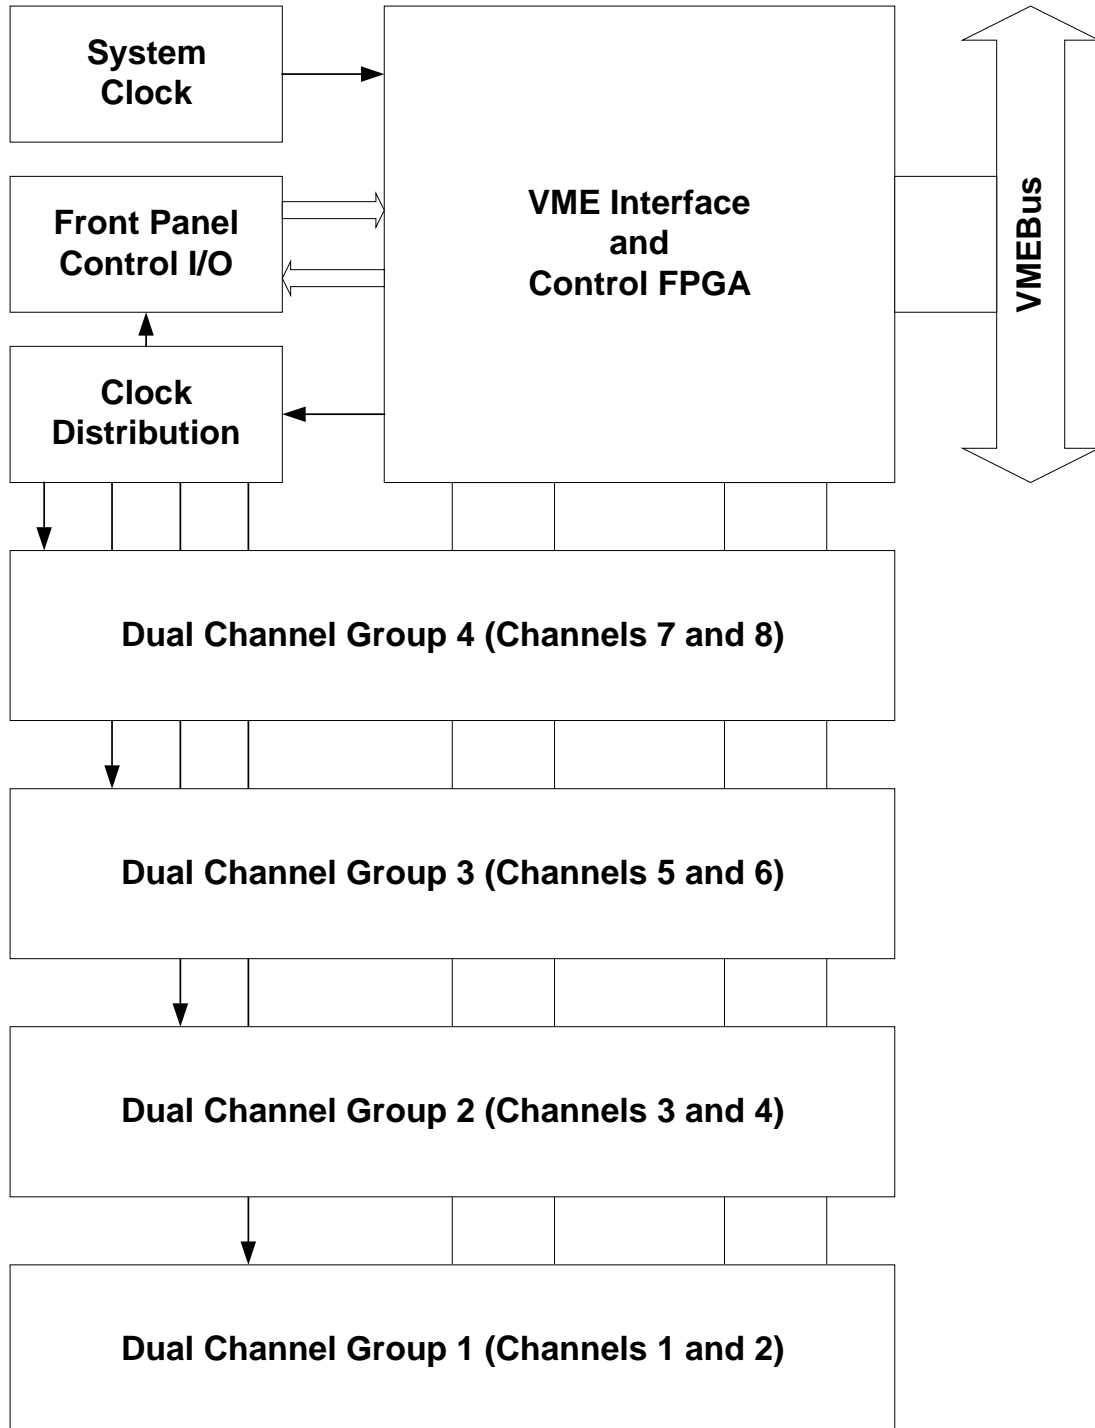 System
Clock
Front Panel
Control I/O
Clock
Distribution
VME Interface
and
Control FPGA
VMEBus
Dual Channel Group 4 (Channels 7 and 8)
Dual Channel Group 3 (Channels 5 and 6)
Dual Channel Group 2 (Channels 3 and 4)
Dual Channel Group 1 (Channels 1 and 2)